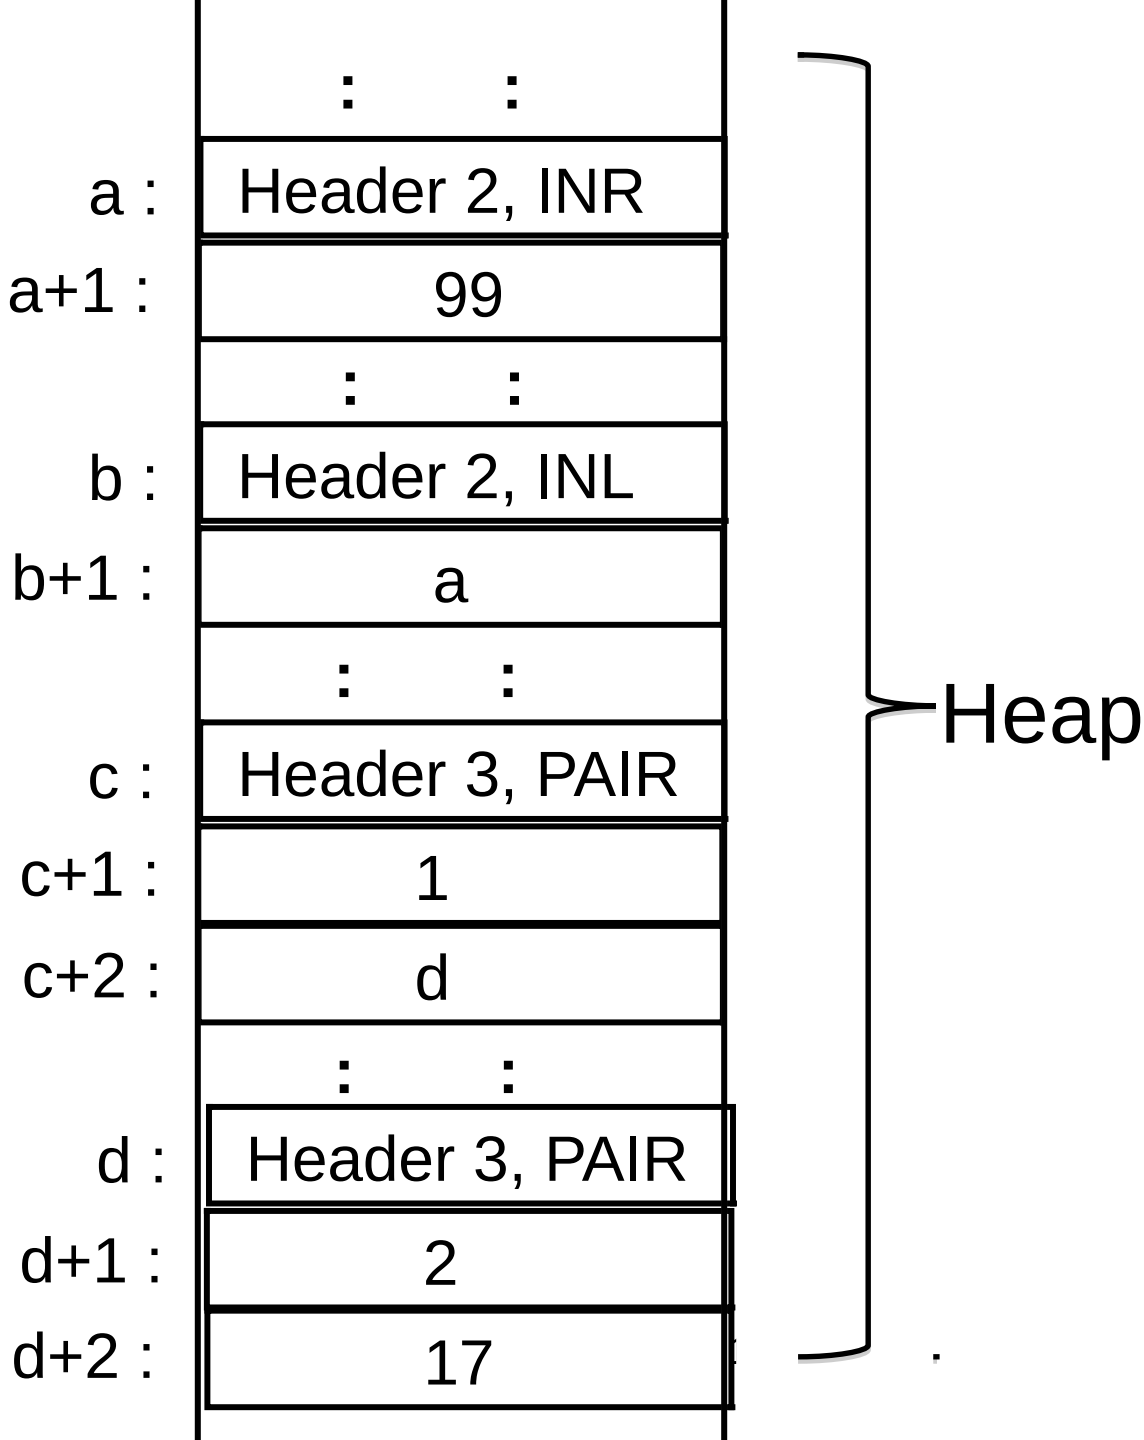 : :
a : Header 2, INR
a+1 : 99
: :
b : Header 2, INL
b+1 : a
: :
Heap
c : Header 3, PAIR
c+1 : 1
c+2 : d
: :
d : Header 3, PAIR
d+1 : 2
d+2 : 17
.